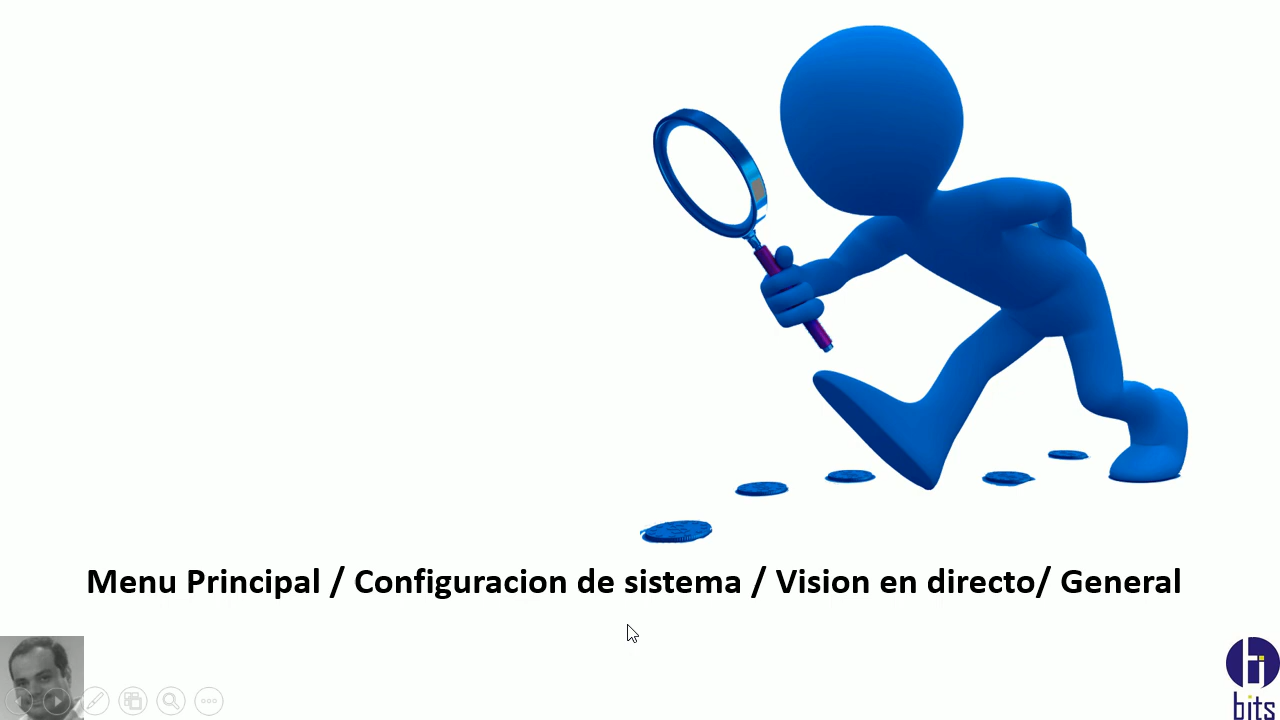 Menu Principal / Configuracion de sistema / Vision en directo/ General
bits